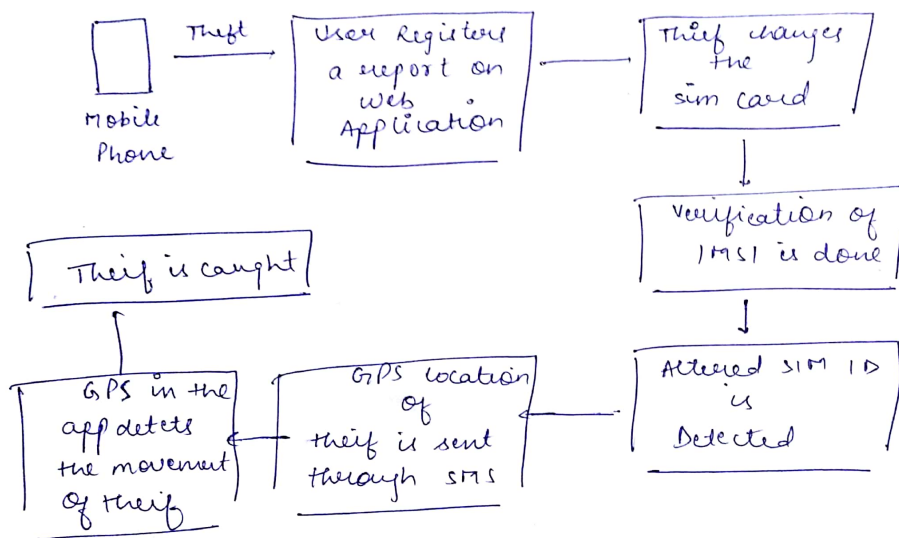 Theft
Mobile
Phone
User Registers
a report on
Web
Application
Thief changes
the
sim card
Verification of
IMSI is done
Altered SIM ID
is
Detected
GPS location
of
theif is sent
through SMS
GPS in the
app detets
the movement
of theif
Theif is caught